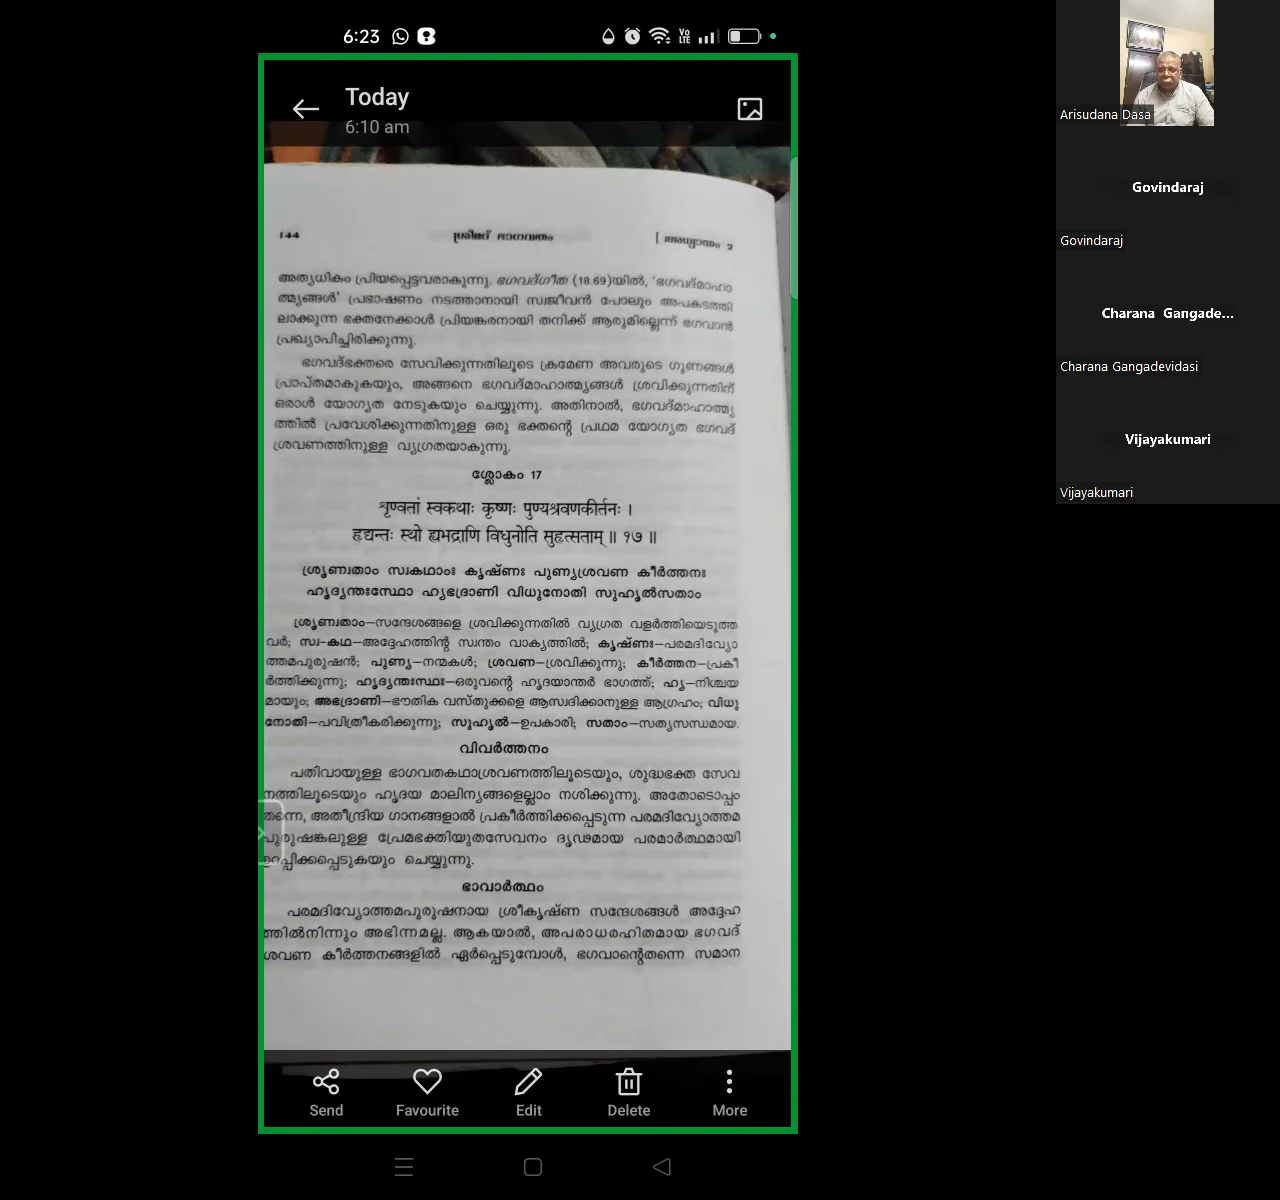 6:23
Today
6:10 am
144
ശ്രീമദ് ഭാഗവതം
[ അദ്ധ്യായം 2
അത്യധികം പ്രിയപ്പെട്ടവരാകുന്നു. ഭഗവദ്ഗീത (18.69)യിൽ, 'ഭഗവദ്മാഹാ
ത്മ്യങ്ങൾ' പ്രഭാഷണം നടത്താനായി സ്വജീവൻ പോലും അപകടത്തി
ലാക്കുന്ന ഭക്തനേക്കാൾ പ്രിയങ്കരനായി തനിക്ക് ആരുമില്ലെന്ന് ഭഗവാൻ
പ്രഖ്യാപിച്ചിരിക്കുന്നു.
ഭഗവദ്ഭക്തരെ സേവിക്കുന്നതിലൂടെ ക്രമേണ അവരുടെ ഗുണങ്ങൾ
പ്രാപ്തമാകുകയും, അങ്ങനെ ഭഗവദ്മാഹാത്മ്യങ്ങൾ ശ്രവിക്കുന്നതിന്
ഒരാൾ യോഗ്യത നേടുകയും ചെയ്യുന്നു. അതിനാൽ, ഭഗവദ്മാഹാത്മ്യ
ത്തിൽ പ്രവേശിക്കുന്നതിനുള്ള ഒരു ഭക്തന്റെ പ്രഥമ യോഗ്യത ഭഗവദ്
ശ്രവണത്തിനുള്ള വ്യഗ്രതയാകുന്നു.
ശ്ലോകം 17
शृण्वतां स्वकथाः कृष्णः पुण्यश्रवणकीर्तनः ।
हृद्यन्तः स्थो ह्यभद्राणि विधुनोति सुहृत्सताम् ॥ १७ ॥
ശ്രൃണ്വതാം സ്വകഥാംഃ കൃഷ്ണഃ പുണ്യശ്രവണ കീർത്തനഃ
ഹൃദ്യന്തഃസ്ഥോ ഹ്യഭദ്രാണി വിധുനോതി സുഹൃൽസതാം
ശ്രൃണ്വതാം—സന്ദേശങ്ങളെ ശ്രവിക്കുന്നതിൽ വ്യഗ്രത വളർത്തിയെടുത്ത
വർ; സ്വ-കഥ—അദ്ദേഹത്തിന്റ സ്വന്തം വാക്യത്തിൽ; കൃഷ്ണഃ—പരമദിവ്യോ
ത്തമപുരുഷൻ; പുണ്യ—നന്മകൾ; ശ്രവണ—ശ്രവിക്കുന്നു; കീർത്തന—പ്രകീ
ർത്തിക്കുന്നു; ഹൃദ്യന്തഃസ്ഥഃ—ഒരുവന്റെ ഹൃദയാന്തർ ഭാഗത്ത്; ഹ്യ—നിശ്ചയ
മായും; അഭദ്രാണി—ഭൗതിക വസ്തുക്കളെ ആസ്വദിക്കാനുള്ള ആഗ്രഹം; വിധു
നോതി—പവിത്രീകരിക്കുന്നു; സുഹൃൽ—ഉപകാരി; സതാം—സത്യസന്ധമായ.
വിവർത്തനം
പതിവായുള്ള ഭാഗവതകഥാശ്രവണത്തിലൂടെയും, ശുദ്ധഭക്ത സേവ
നത്തിലൂടെയും ഹൃദയ മാലിന്യങ്ങളെല്ലാം നശിക്കുന്നു. അതോടൊപ്പം
തന്നെ, അതീന്ദ്രിയ ഗാനങ്ങളാൽ പ്രകീർത്തിക്കപ്പെടുന്ന പരമദിവ്യോത്തമ
പുരുഷങ്കലുള്ള പ്രേമഭക്തിയുതസേവനം ദൃഢമായ പരമാർത്ഥമായി
ഉറപ്പിക്കപ്പെടുകയും ചെയ്യുന്നു.
ഭാവാർത്ഥം
പരമദിവ്യോത്തമപുരുഷനായ ശ്രീകൃഷ്ണ സന്ദേശങ്ങൾ അദ്ദേഹ
ത്തിൽനിന്നും അഭിന്നമല്ല. ആകയാൽ, അപരാധരഹിതമായ ഭഗവദ്
ശ്രവണ കീർത്തനങ്ങളിൽ ഏർപ്പെടുമ്പോൾ, ഭഗവാന്റെതന്നെ സമാന
Send
Favourite
Edit
Delete
More
Arisudana Dasa
Govindaraj
Govindaraj
Charana Gangade...
Charana Gangadevidasi
Vijayakumari
Vijayakumari